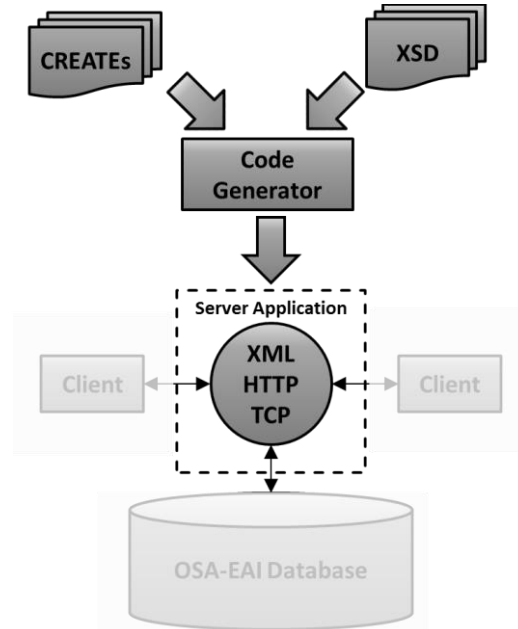 CREATEs
XSD
Code
Generator
Server Application
XML
HTTP
TCP
Client
Client
OSA-EAI Database